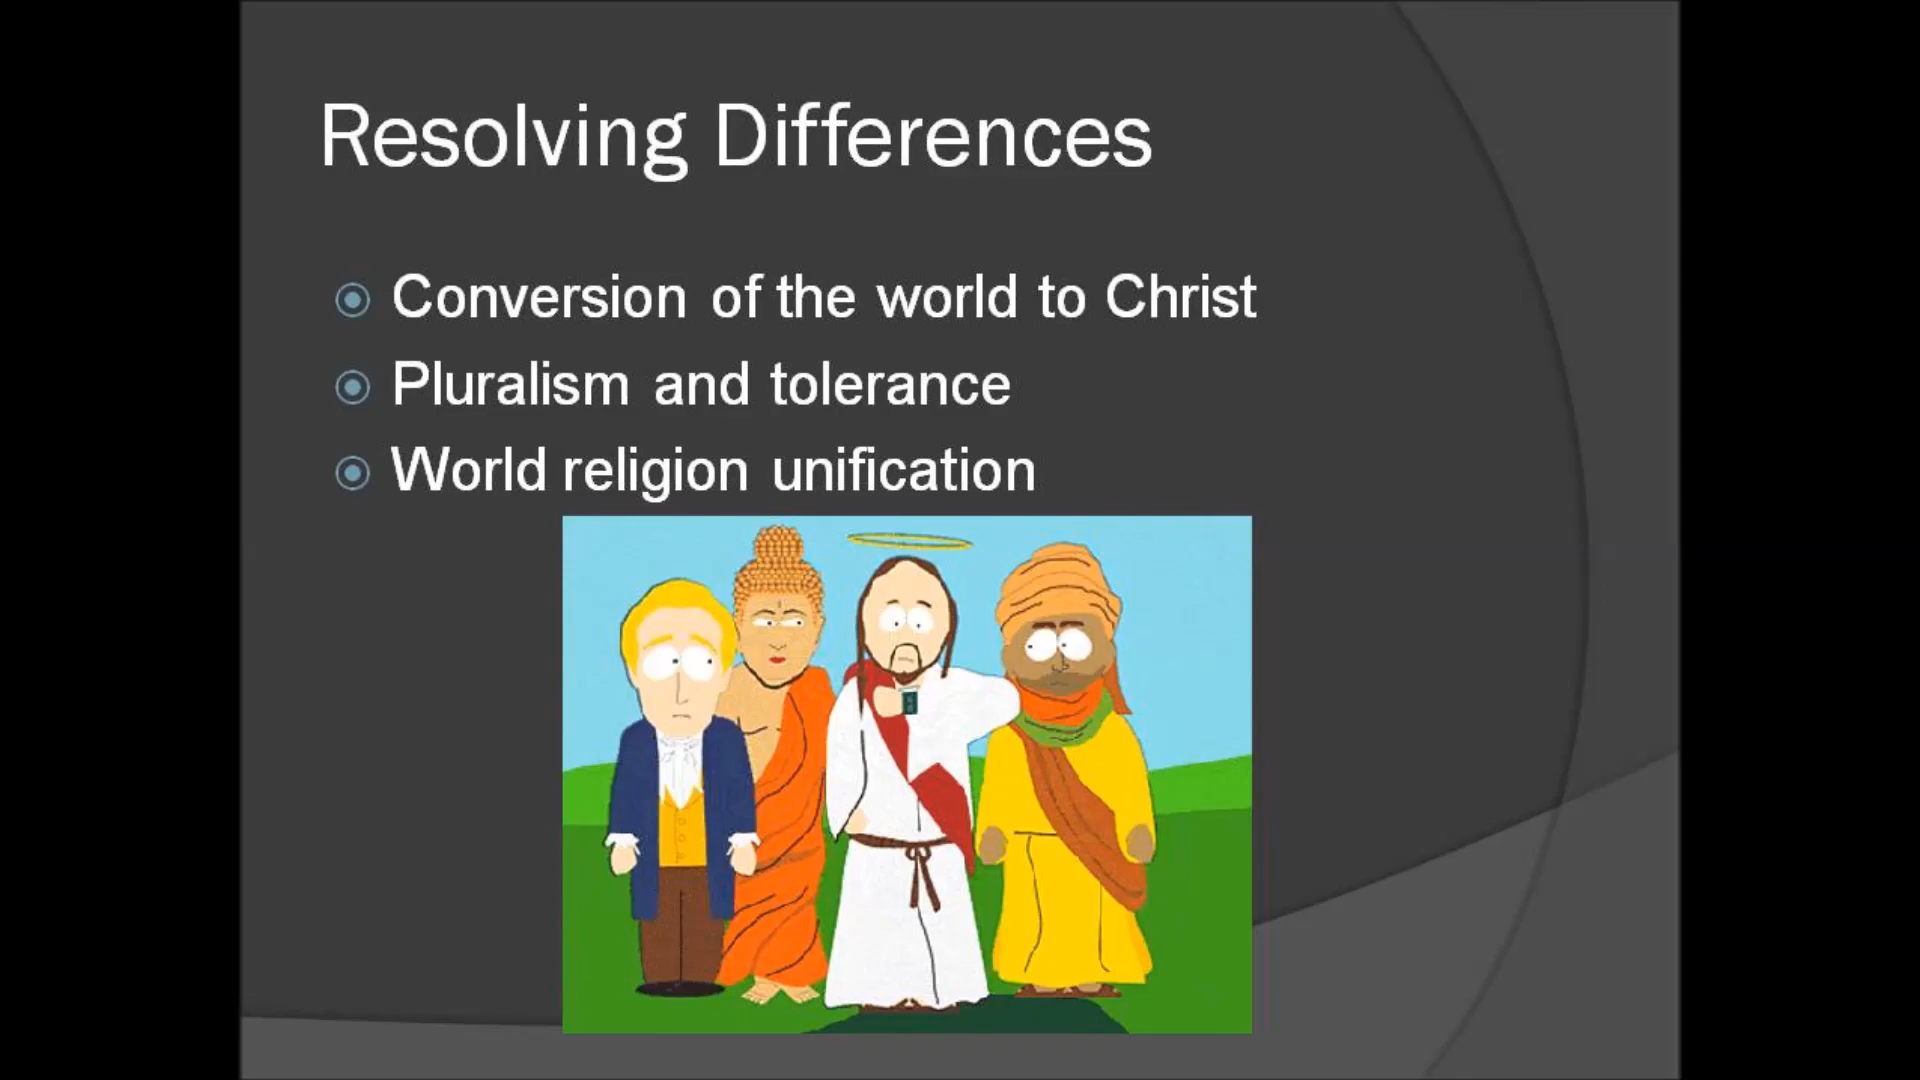 Resolving Differences
Conversion of the world to Christ
Pluralism and tolerance
World religion unification